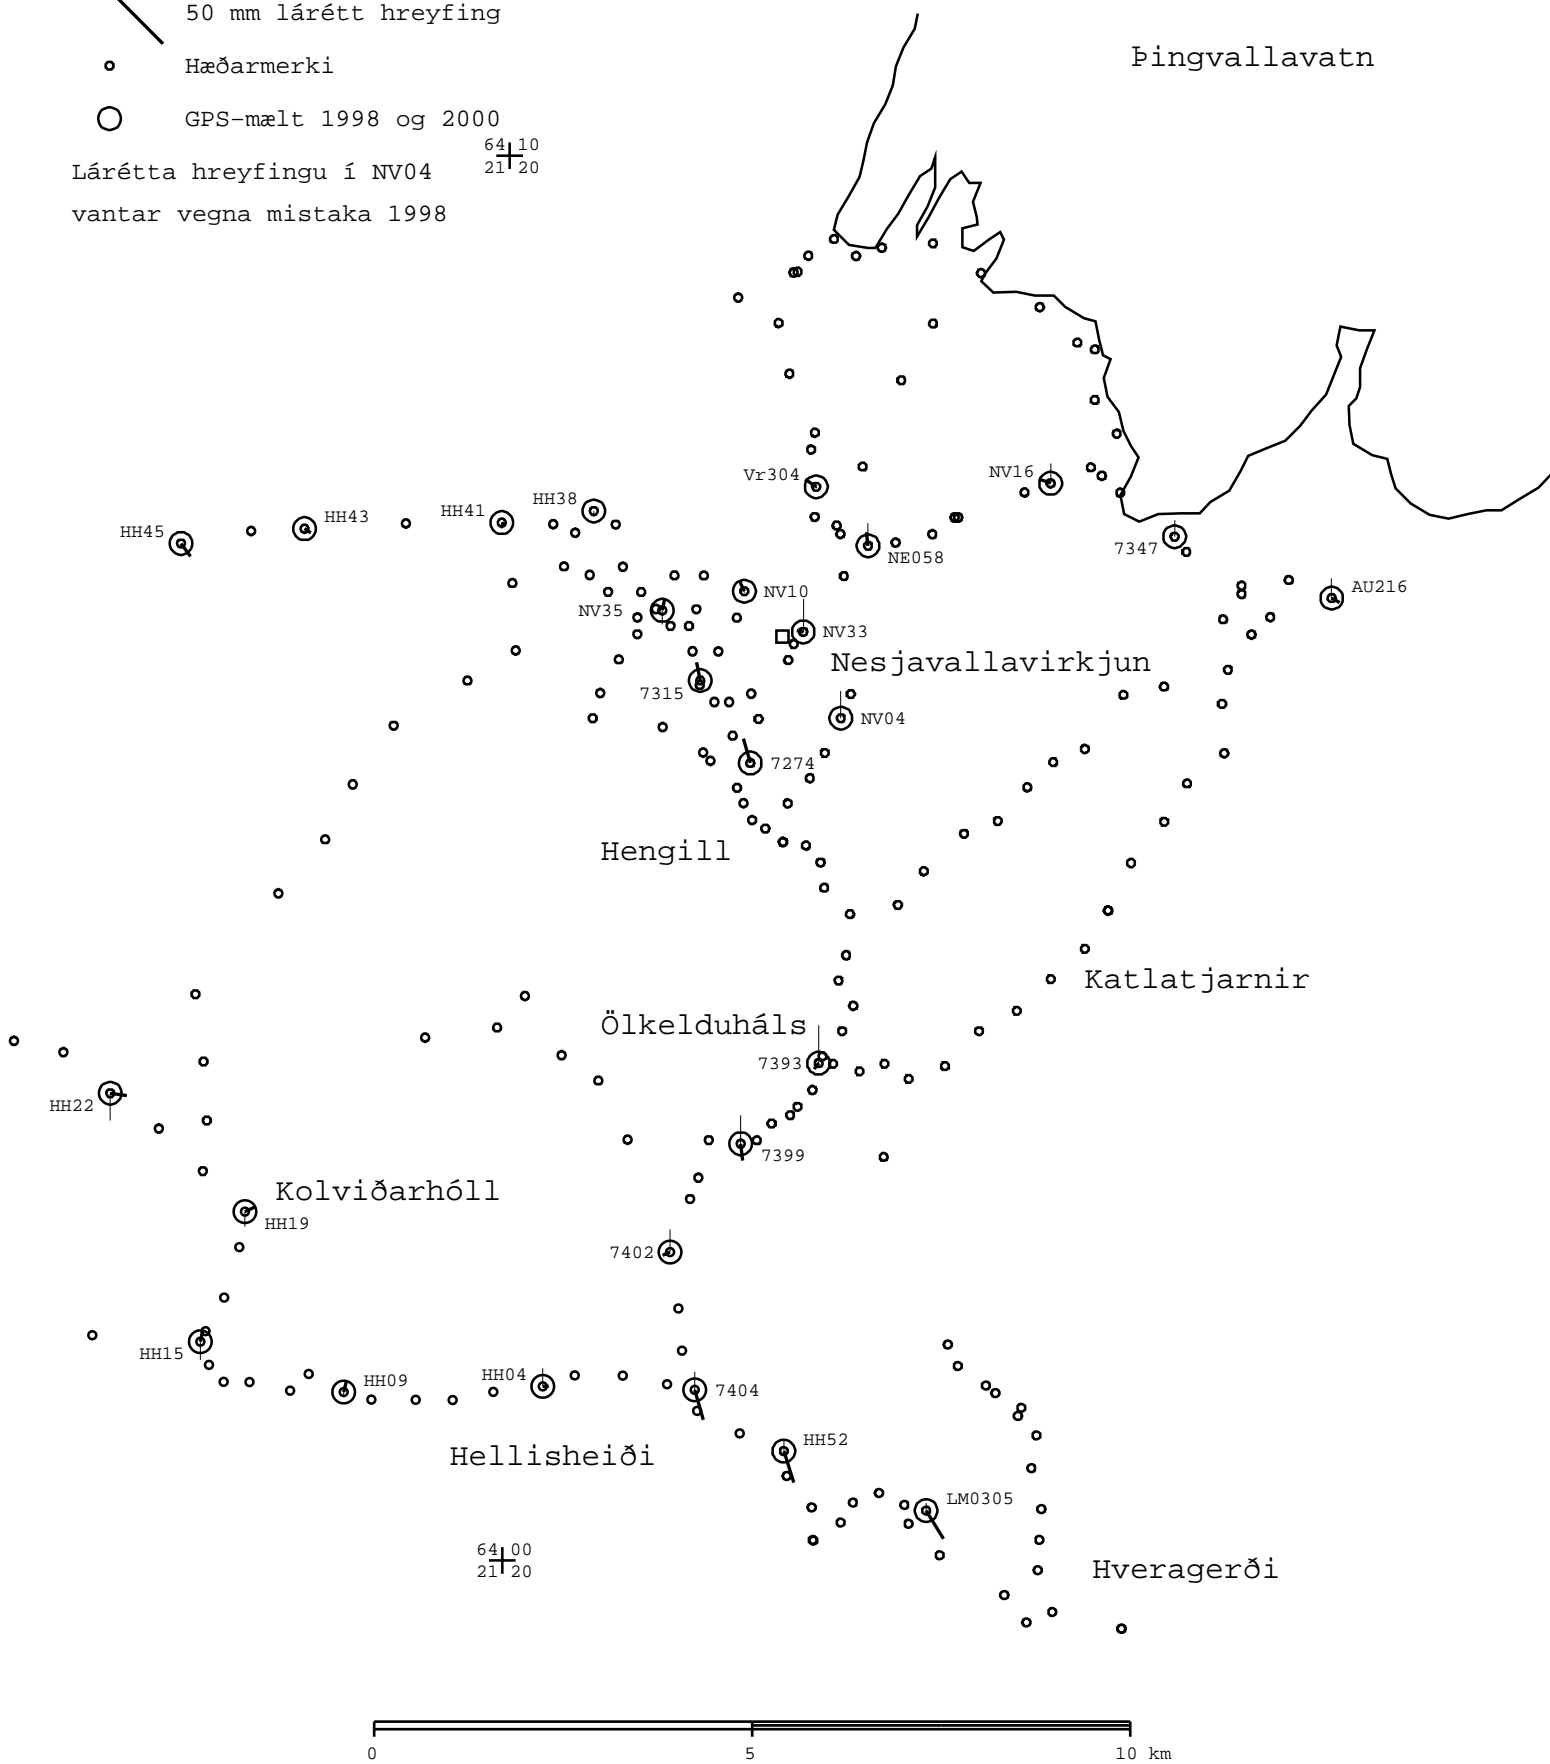 50 mm lárétt hreyfing
Þingvallavatn
Hæðarmerki
GPS-mælt 1998 og 2000
64 10
21 20
Lárétta hreyfingu í NV04
vantar vegna mistaka 1998
Vr304
NV16
HH38
HH41
HH43
HH45
7347
NE058
AU216
NV10
NV35
NV33
Nesjavallavirkjun
7315
NV04
7274
Hengill
Katlatjarnir
Ölkelduháls
7393
HH22
7399
Kolviðarhóll
HH19
7402
HH15
HH09
HH04
7404
HH52
Hellisheiði
LM0305
64 00
21 20
Hveragerði
0 5 10 km